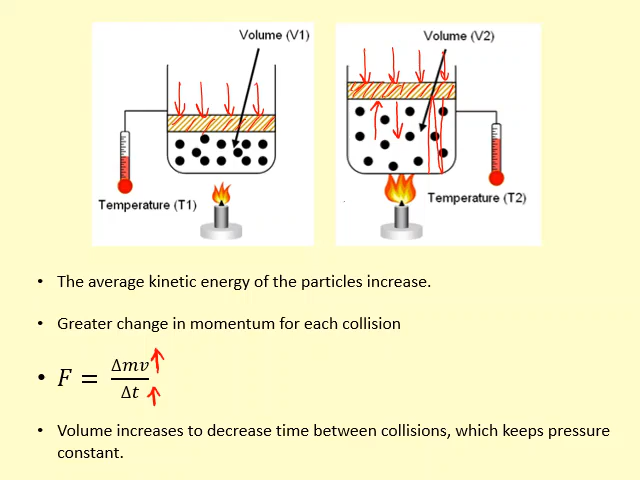 Volume (V1)
Volume (V2)
Temperature (T1)
Temperature (T2)
• The average kinetic energy of the particles increase.
• Greater change in momentum for each collision
• F = Δmv / Δt
• Volume increases to decrease time between collisions, which keeps pressure
constant.